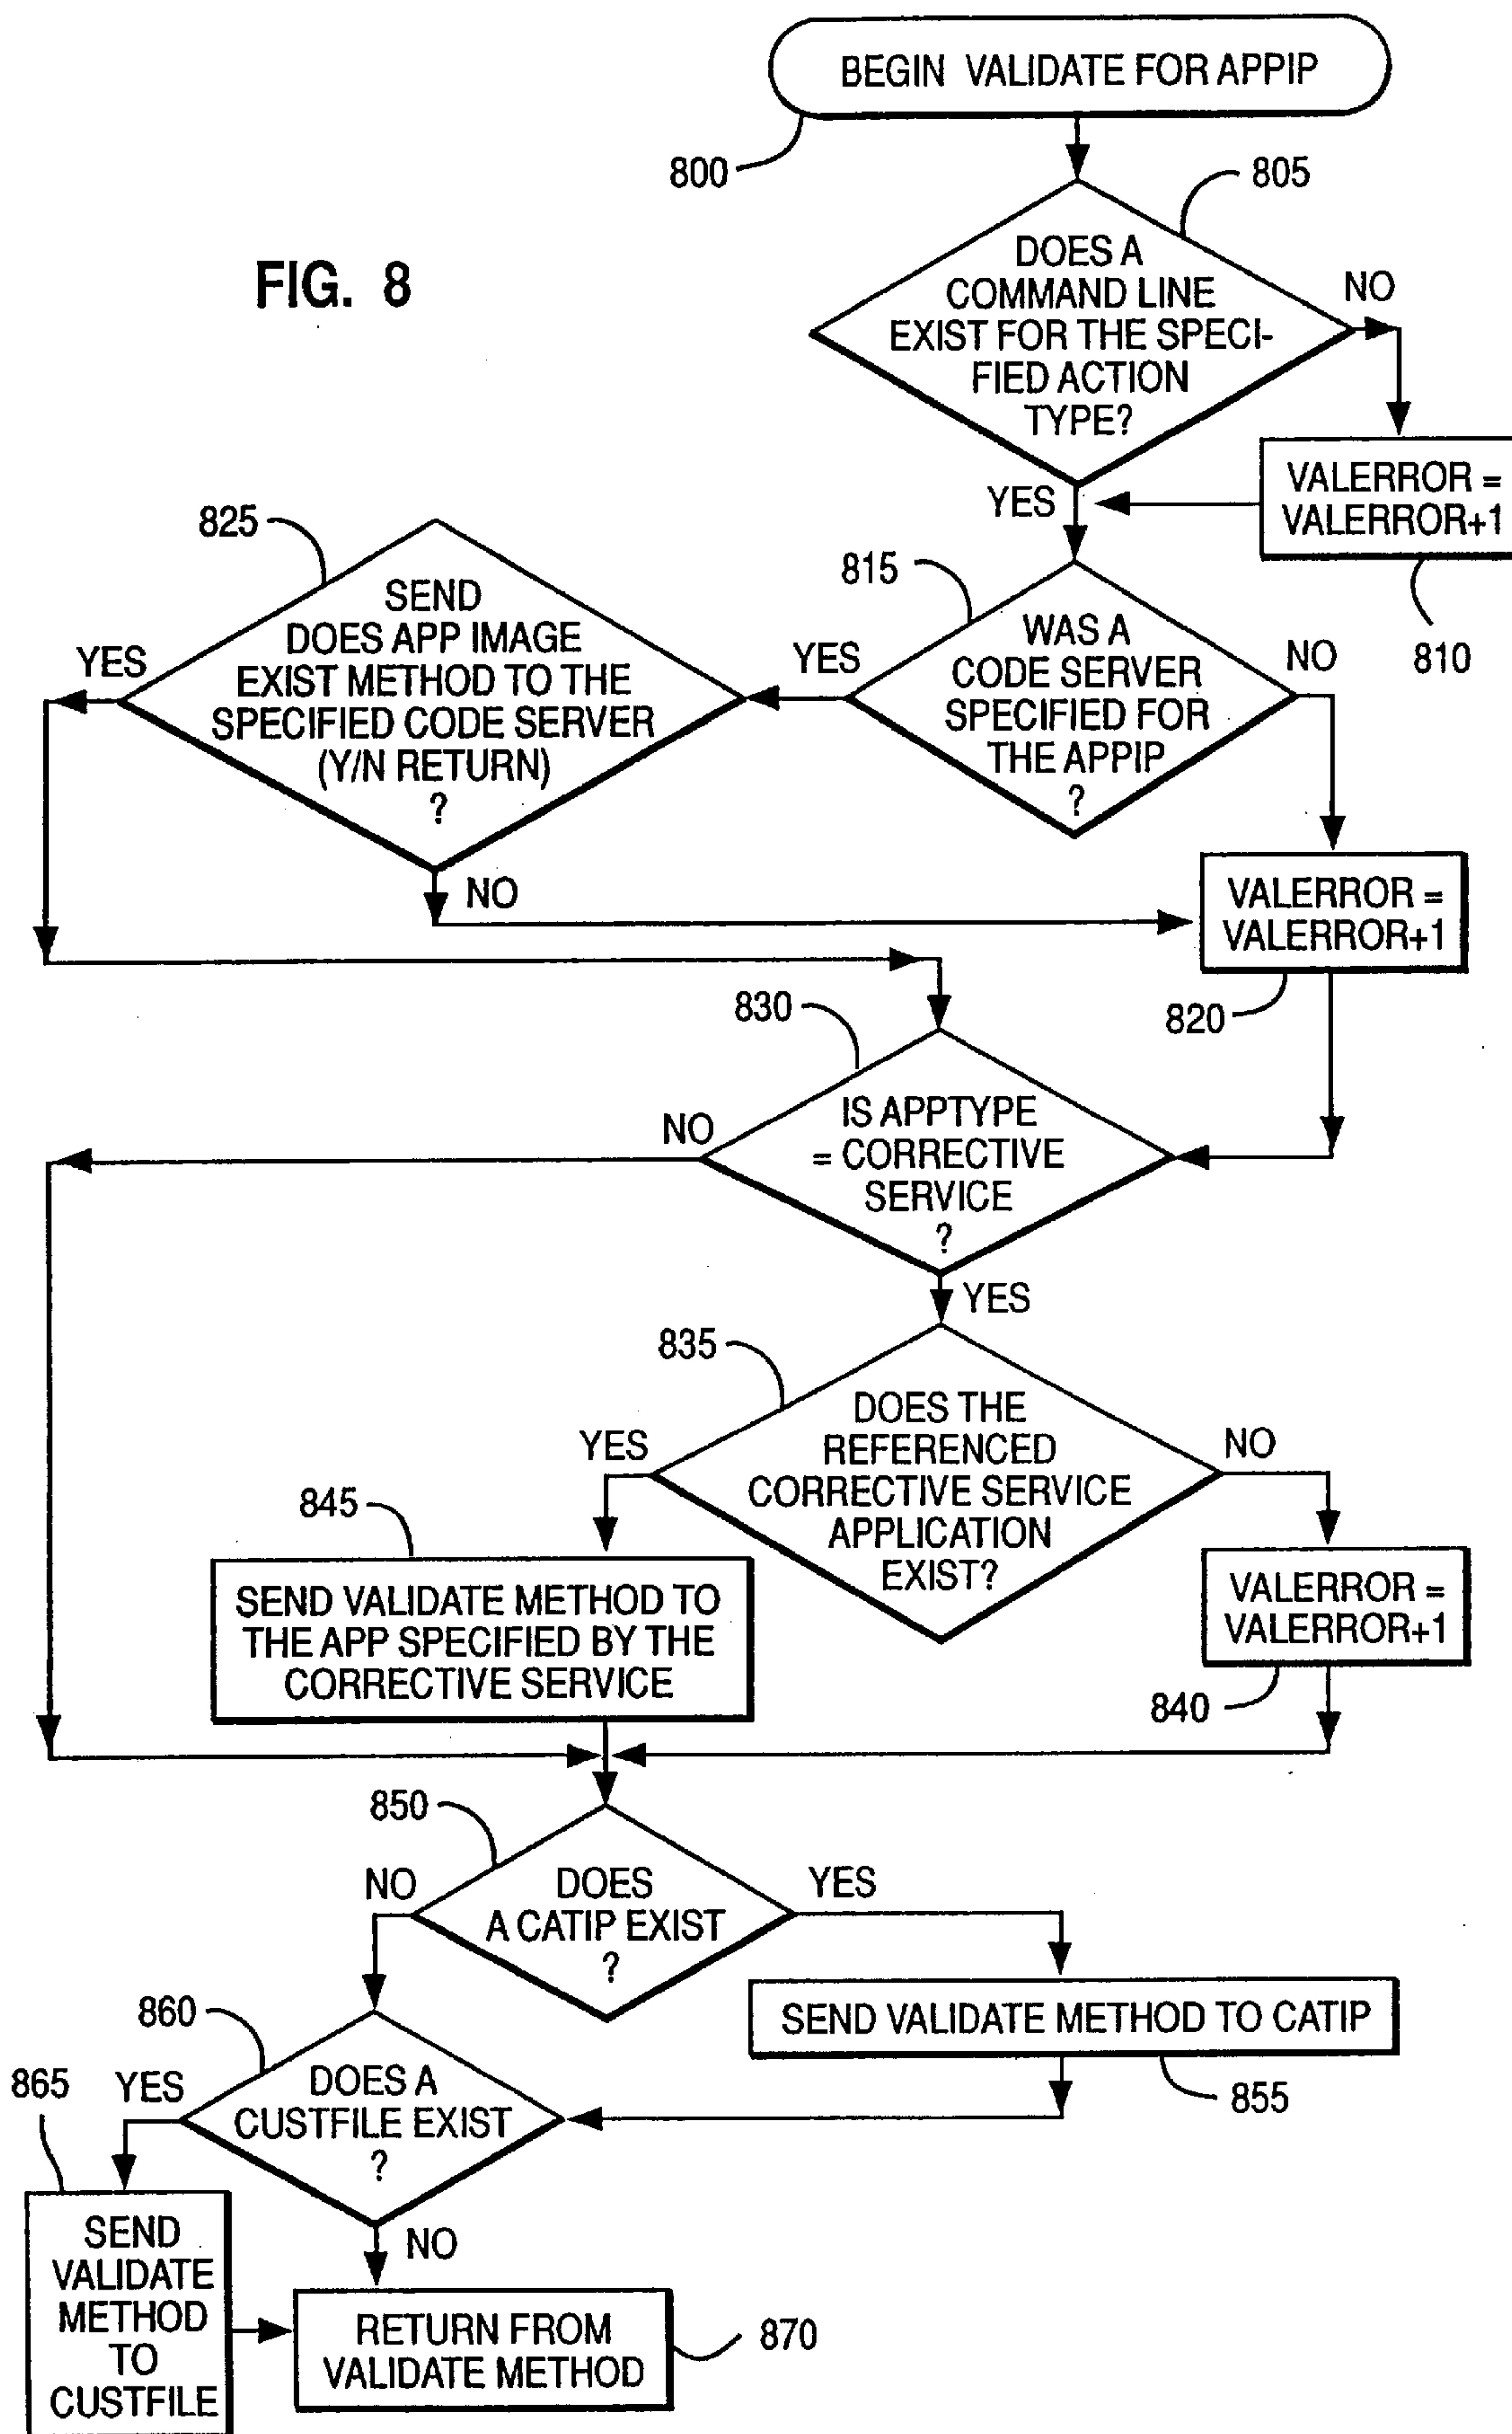 BEGIN VALIDATE FOR APPIP
800
805
FIG. 8
DOES A
COMMAND LINE
EXIST FOR THE SPECI-
FIED ACTION
TYPE?
NO
YES
VALERROR =
VALERROR+1
810
815
WAS A
CODE SERVER
SPECIFIED FOR
THE APPIP
?
YES
NO
825
SEND
DOES APP IMAGE
EXIST METHOD TO THE
SPECIFIED CODE SERVER
(Y/N RETURN)
?
YES
NO
VALERROR =
VALERROR+1
820
830
IS APPTYPE
= CORRECTIVE
SERVICE
?
NO
YES
835
DOES THE
REFERENCED
CORRECTIVE SERVICE
APPLICATION
EXIST?
YES
NO
845
SEND VALIDATE METHOD TO
THE APP SPECIFIED BY THE
CORRECTIVE SERVICE
VALERROR =
VALERROR+1
840
850
DOES
A CATIP EXIST
?
NO
YES
SEND VALIDATE METHOD TO CATIP
855
860
DOES A
CUSTFILE EXIST
?
YES
NO
865
SEND
VALIDATE
METHOD
TO
CUSTFILE
RETURN FROM
VALIDATE METHOD
870